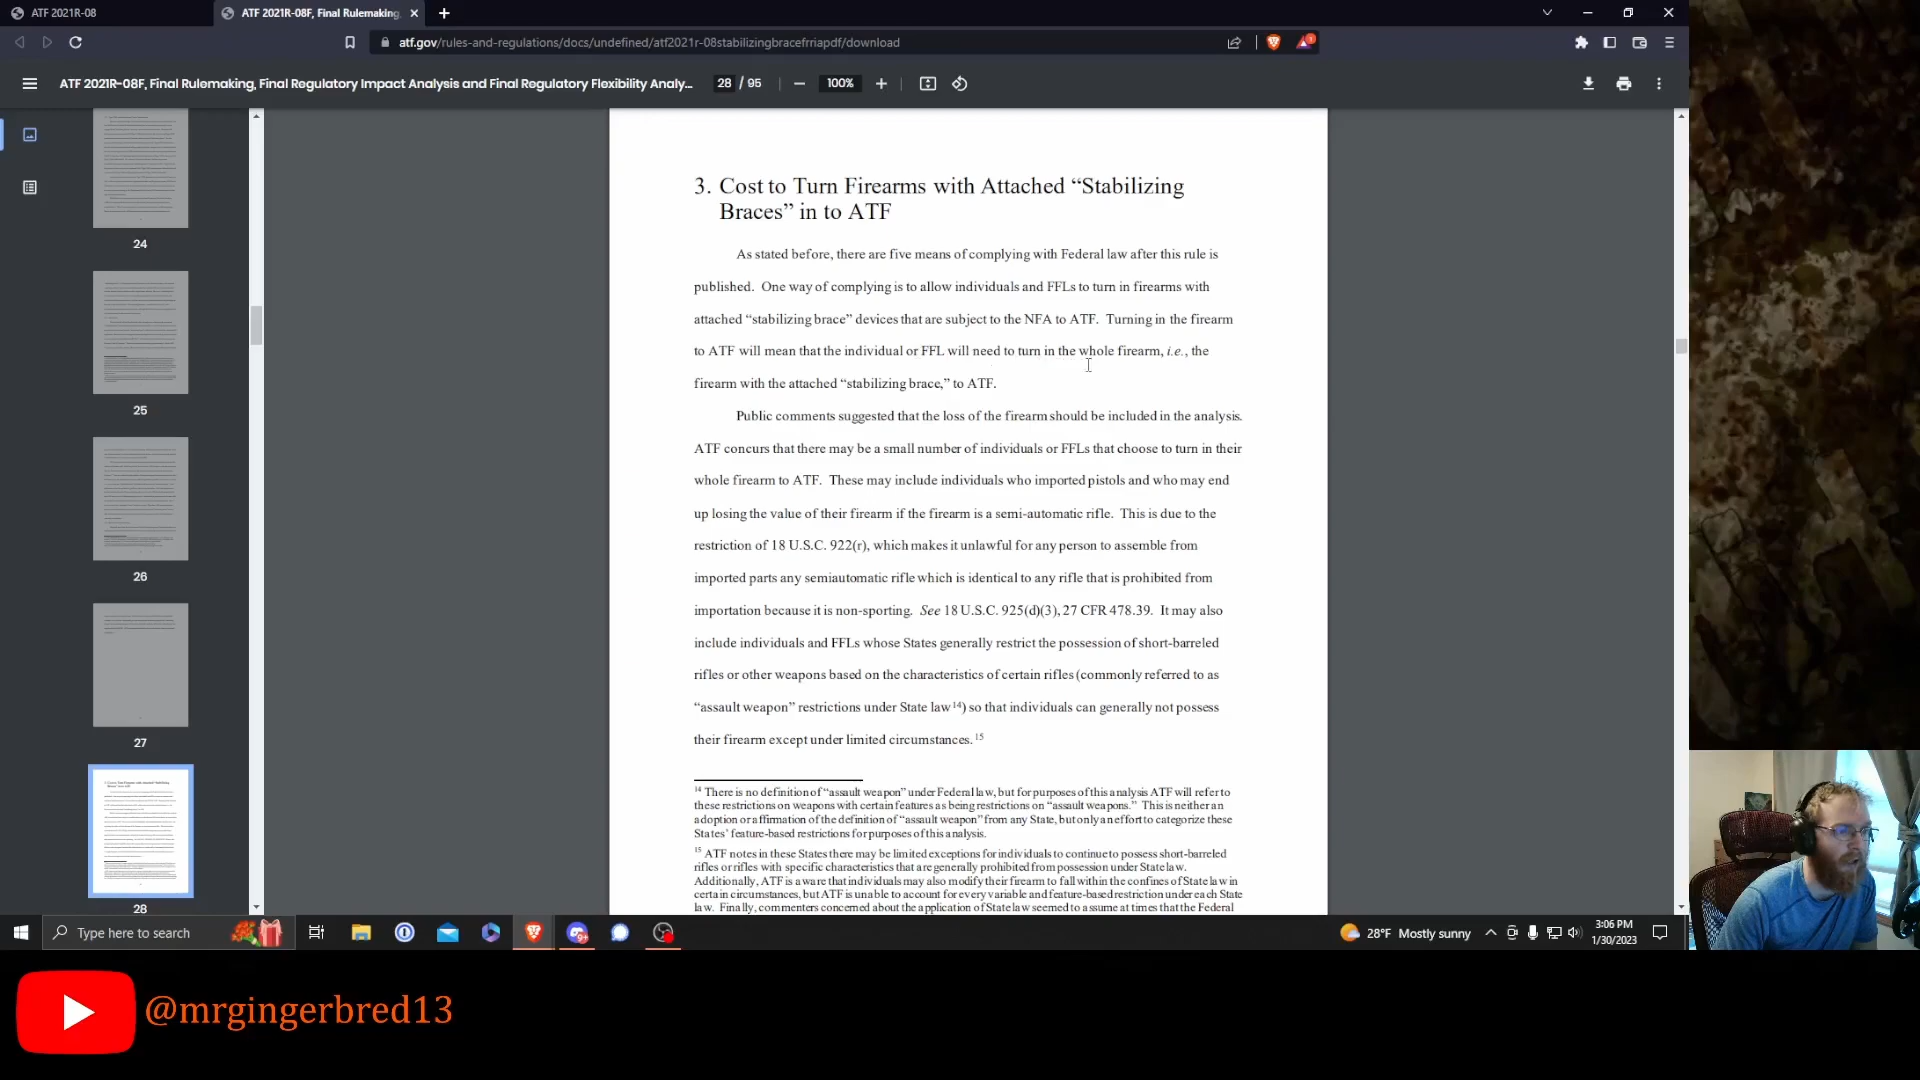 ATF 2021R-08
ATF 2021R-08F, Final Rulemaking,
atf.gov/rules-and-regulations/docs/undefined/atf2021r-08stabilizingbracefrriapdf/download
ATF 2021R-08F, Final Rulemaking, Final Regulatory Impact Analysis and Final Regulatory Flexibility Analy...
28 / 95
100%
24
25
26
27
28
3. Cost to Turn Firearms with Attached “Stabilizing
Braces” in to ATF
As stated before, there are five means of complying with Federal law after this rule is
published. One way of complying is to allow individuals and FFLs to turn in firearms with
attached “stabilizing brace” devices that are subject to the NFA to ATF. Turning in the firearm
to ATF will mean that the individual or FFL will need to turn in the whole firearm, i.e., the
firearm with the attached “stabilizing brace,” to ATF.
Public comments suggested that the loss of the firearm should be included in the analysis.
ATF concurs that there may be a small number of individuals or FFLs that choose to turn in their
whole firearm to ATF. These may include individuals who imported pistols and who may end
up losing the value of their firearm if the firearm is a semi-automatic rifle. This is due to the
restriction of 18 U.S.C. 922(r), which makes it unlawful for any person to assemble from
imported parts any semiautomatic rifle which is identical to any rifle that is prohibited from
importation because it is non-sporting. See 18 U.S.C. 925(d)(3), 27 CFR 478.39. It may also
include individuals and FFLs whose States generally restrict the possession of short-barreled
rifles or other weapons based on the characteristics of certain rifles (commonly referred to as
“assault weapon” restrictions under State law14) so that individuals can generally not possess
their firearm except under limited circumstances.15
14 There is no definition of “assault weapon” under Federal law, but for purposes of this analysis ATF will refer to
these restrictions on weapons with certain features as being restrictions on “assault weapons.” This is neither an
adoption or affirmation of the definition of “assault weapon” from any State, but only an effort to categorize these
States’ feature-based restrictions for purposes of this analysis.
15 ATF notes in these States there may be limited exceptions for individuals to continue to possess short-barreled
rifles or rifles with specific characteristics that are generally prohibited from possession under State law.
Additionally, ATF is aware that individuals may also modify their firearm to fall within the confines of State law in
certain circumstances, but ATF is unable to account for every variable and feature-based restriction under each State
law. Finally, commenters concerned about the application of State law seemed to assume at times that the Federal
Type here to search
28°F Mostly sunny
3:06 PM
1/30/2023
@mrgingerbred13